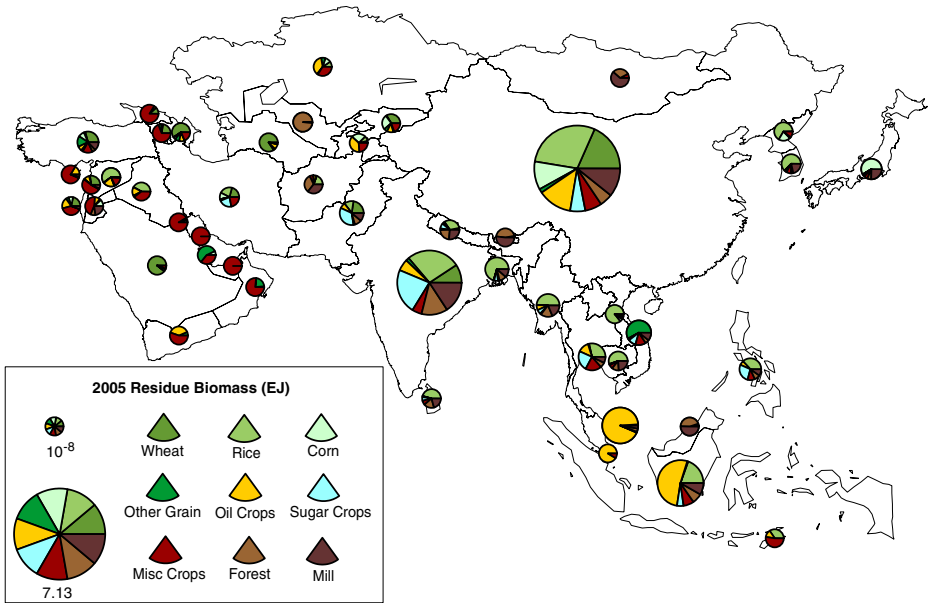 2005 Residue Biomass (EJ)
10-8
Wheat Rice Corn
Other Grain Oil Crops Sugar Crops
Misc Crops Forest Mill
7.13